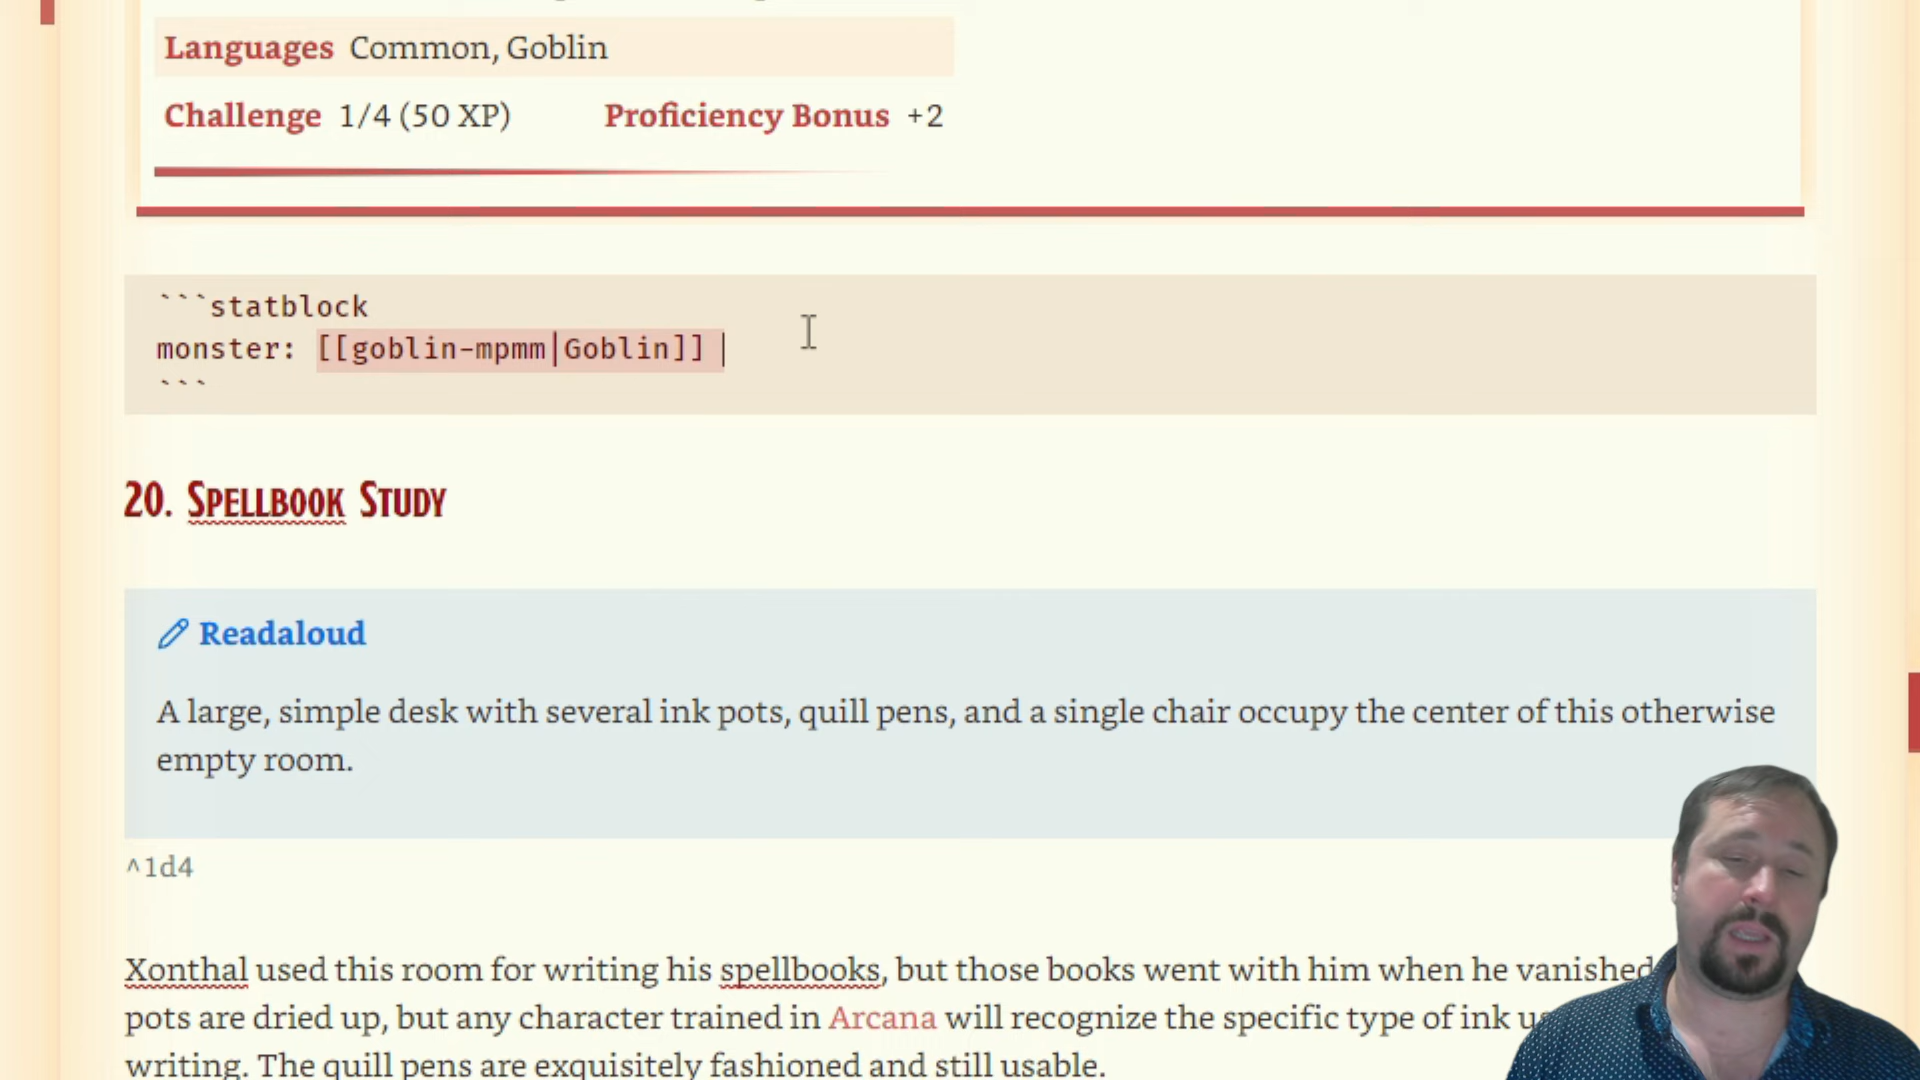 Languages Common, Goblin
Challenge 1/4 (50 XP) Proficiency Bonus +2
```statblock
monster: [[goblin-mpmm|Goblin]]
```
20. Spellbook Study
Readaloud
A large, simple desk with several ink pots, quill pens, and a single chair occupy the center of this otherwise
empty room.
^1d4
Xonthal used this room for writing his spellbooks, but those books went with him when he vanished
pots are dried up, but any character trained in Arcana will recognize the specific type of ink
writing. The quill pens are exquisitely fashioned and still usable.